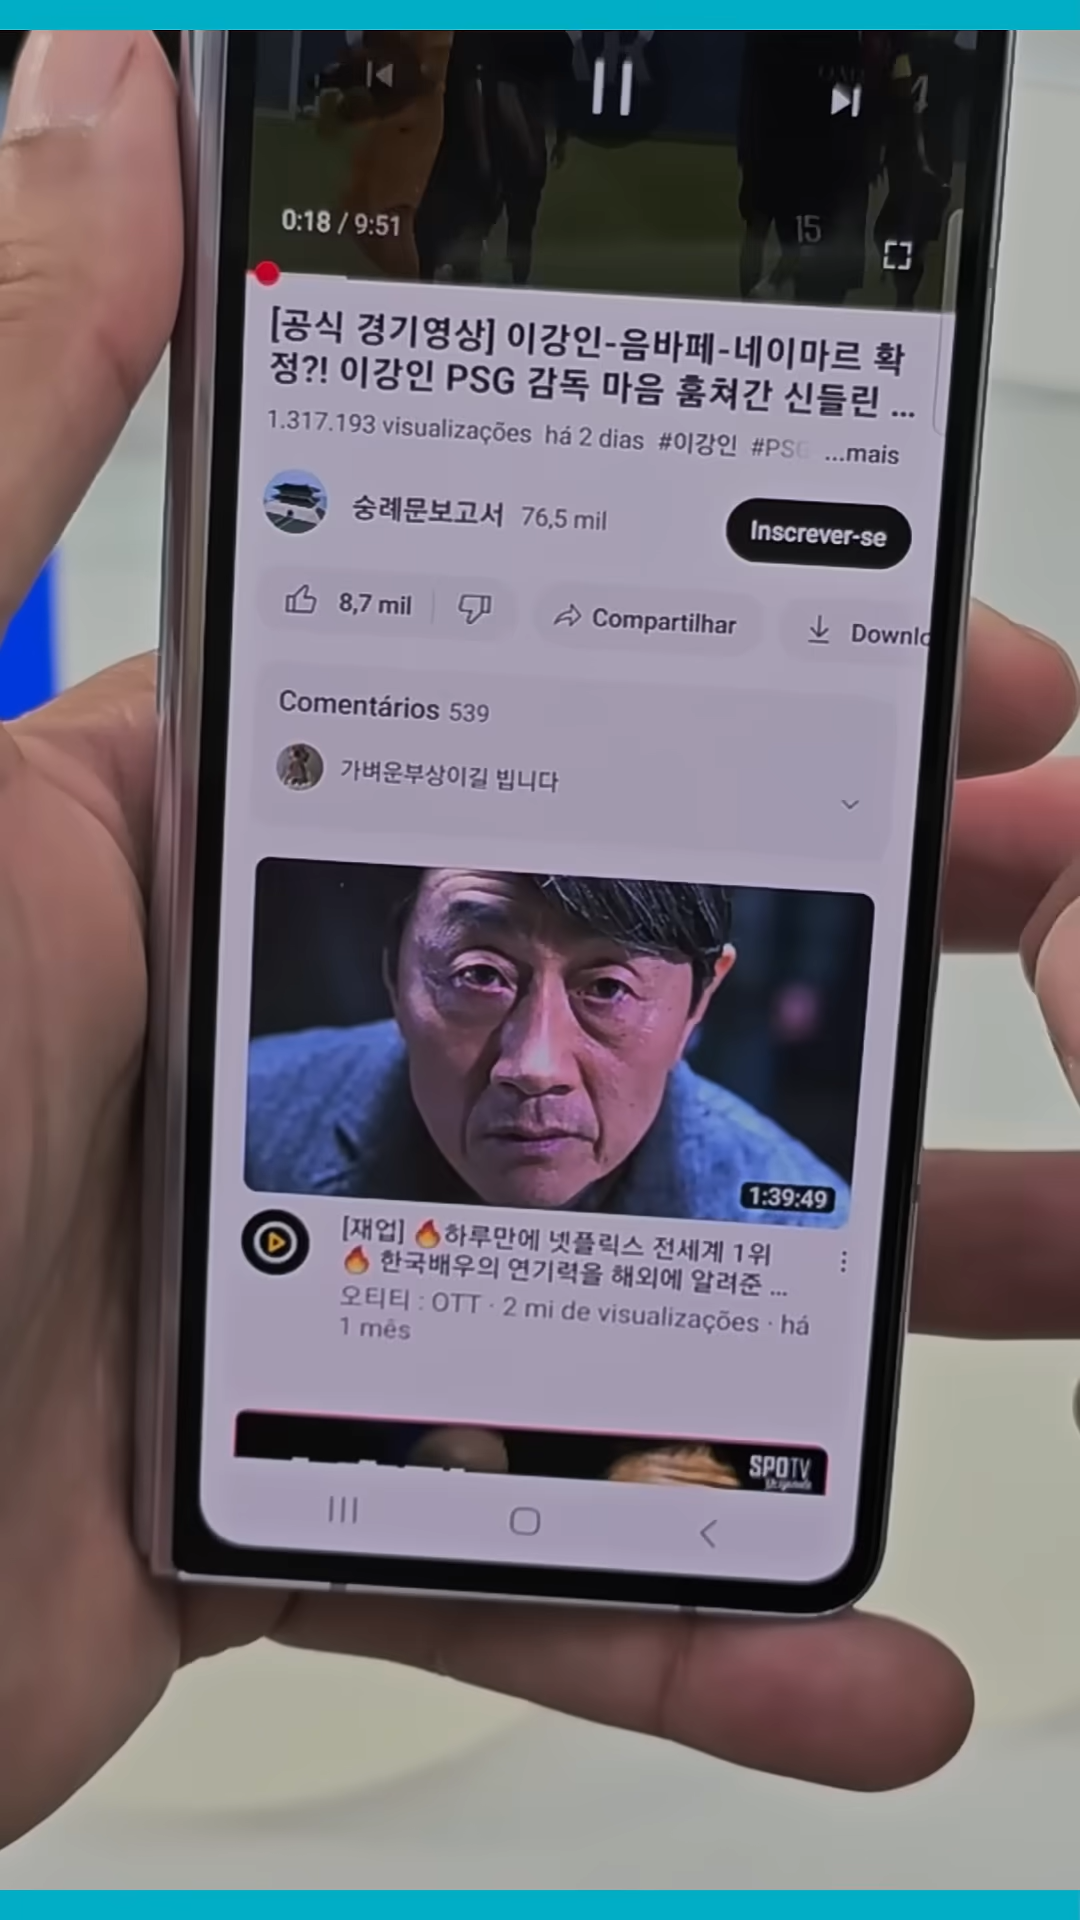 0:18 / 9:51
15
[공식 경기영상] 이강인-음바페-네이마르 확
정?! 이강인 PSG 감독 마음 훔쳐간 신들린 ...
1.317.193 visualizações há 2 dias #이강인 #PSG ...mais
숭례문보고서 76,5 mil
Inscrever-se
8,7 mil
Compartilhar
Downlo
Comentários 539
가벼운부상이길 빕니다
1:39:49
[재업] 🔥하루만에 넷플릭스 전세계 1위
🔥 한국배우의 연기력을 해외에 알려준 ...
오티티 : OTT · 2 mi de visualizações · há
1 mês
SPOTV